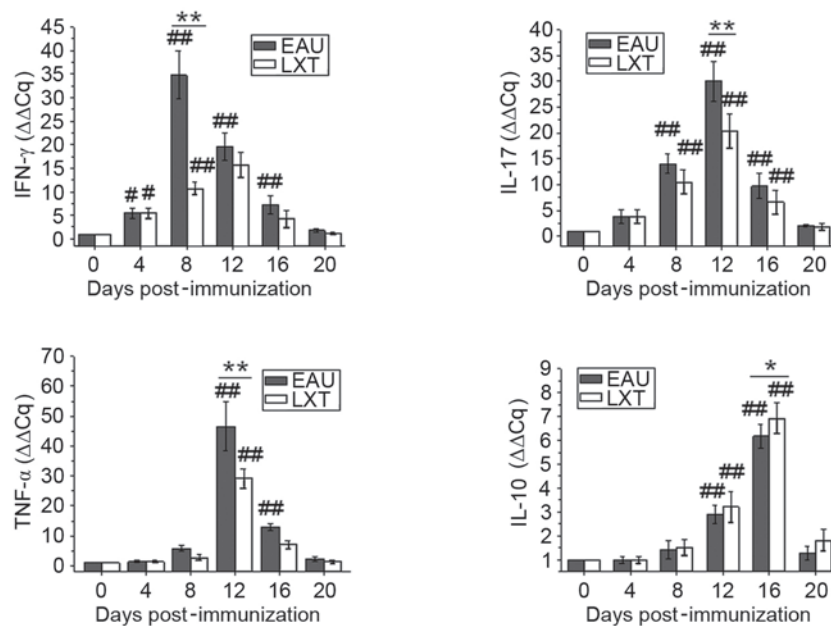 **
##
EAU
LXT
IFN-γ (ΔΔCq)
45
40
35
30
25
20
15
10
5
0
# # ## ## ##
0 4 8 12 16 20
Days post-immunization
**
##
EAU
LXT
IL-17 (ΔΔCq)
40
35
30
25
20
15
10
5
0
## ## ## ## ##
0 4 8 12 16 20
Days post-immunization
**
##
EAU
LXT
TNF-α (ΔΔCq)
70
60
50
40
30
20
10
0
## ##
0 4 8 12 16 20
Days post-immunization
*
##
EAU
LXT
IL-10 (ΔΔCq)
9
8
7
6
5
4
3
2
1
## ## ##
0 4 8 12 16 20
Days post-immunization